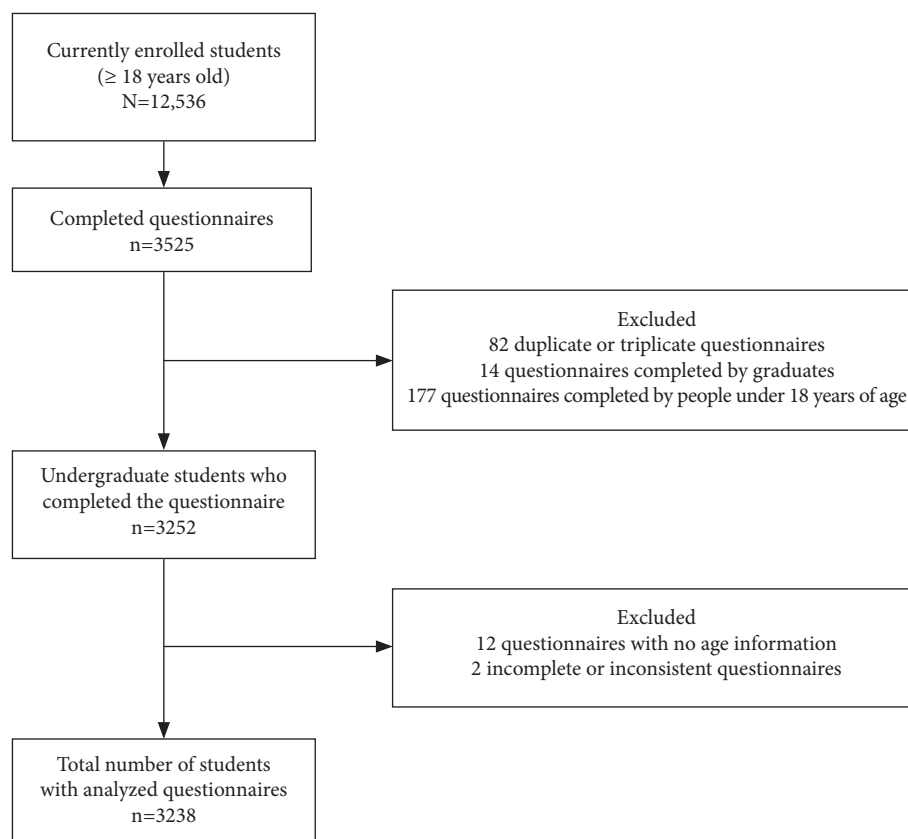 Currently enrolled students
(≥ 18 years old)
N=12,536
Completed questionnaires
n=3525
Excluded
82 duplicate or triplicate questionnaires
14 questionnaires completed by graduates
177 questionnaires completed by people under 18 years of age
Undergraduate students who
completed the questionnaire
n=3252
Excluded
12 questionnaires with no age information
2 incomplete or inconsistent questionnaires
Total number of students
with analyzed questionnaires
n=3238